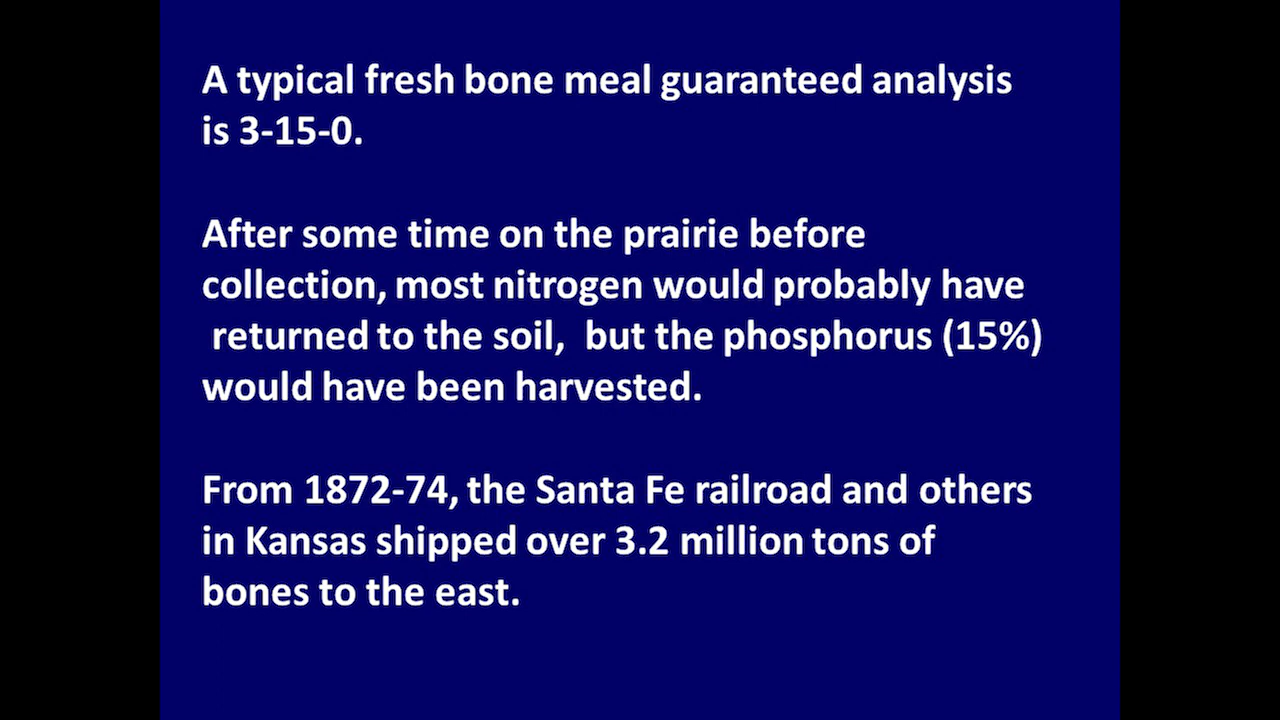 A typical fresh bone meal guaranteed analysis
is 3-15-0.
After some time on the prairie before
collection, most nitrogen would probably have
returned to the soil,  but the phosphorus (15%)
would have been harvested.
From 1872-74, the Santa Fe railroad and others
in Kansas shipped over 3.2 million tons of
bones to the east.